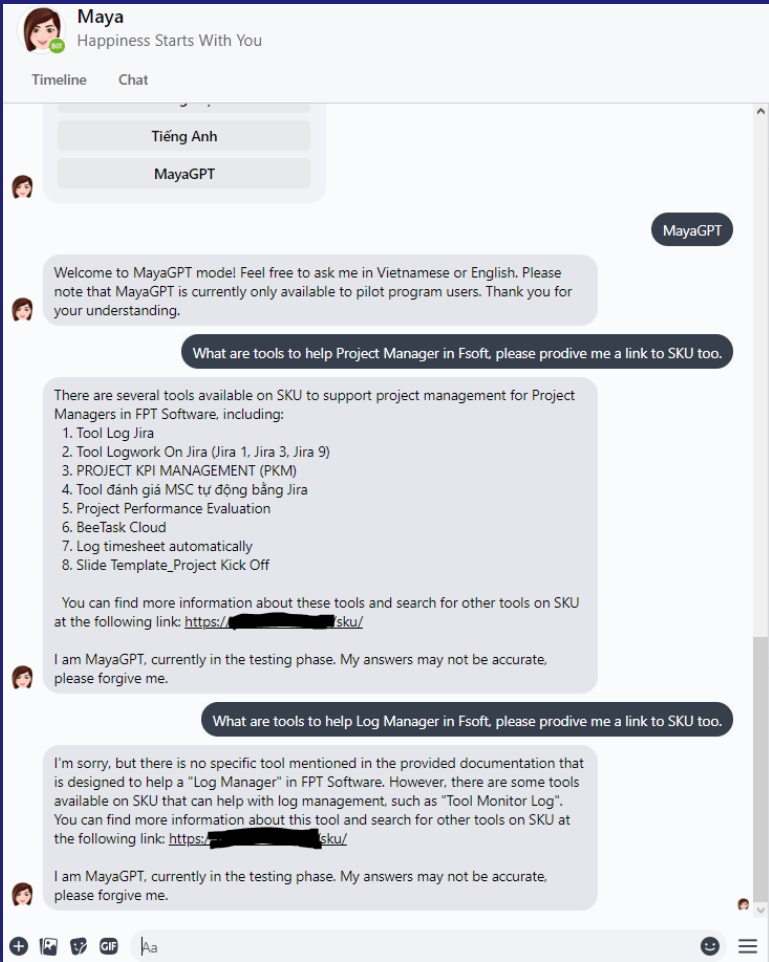 Maya
BOT
Happiness Starts With You
Timeline Chat
Tiếng Anh
MayaGPT
MayaGPT
Welcome to MayaGPT mode! Feel free to ask me in Vietnamese or English. Please
note that MayaGPT is currently only available to pilot program users. Thank you for
your understanding.
What are tools to help Project Manager in Fsoft, please prodive me a link to SKU too.
There are several tools available on SKU to support project management for Project
Managers in FPT Software, including:
1. Tool Log Jira
2. Tool Logwork On Jira (Jira 1, Jira 3, Jira 9)
3. PROJECT KPI MANAGEMENT (PKM)
4. Tool đánh giá MSC tự động bằng Jira
5. Project Performance Evaluation
6. BeeTask Cloud
7. Log timesheet automatically
8. Slide Template_Project Kick Off
You can find more information about these tools and search for other tools on SKU
at the following link: https:/ /sku/
I am MayaGPT, currently in the testing phase. My answers may not be accurate,
please forgive me.
What are tools to help Log Manager in Fsoft, please prodive me a link to SKU too.
I'm sorry, but there is no specific tool mentioned in the provided documentation that
is designed to help a "Log Manager" in FPT Software. However, there are some tools
available on SKU that can help with log management, such as "Tool Monitor Log".
You can find more information about this tool and search for other tools on SKU at
the following link: https:/ sku/
I am MayaGPT, currently in the testing phase. My answers may not be accurate,
please forgive me.
GIF Aa